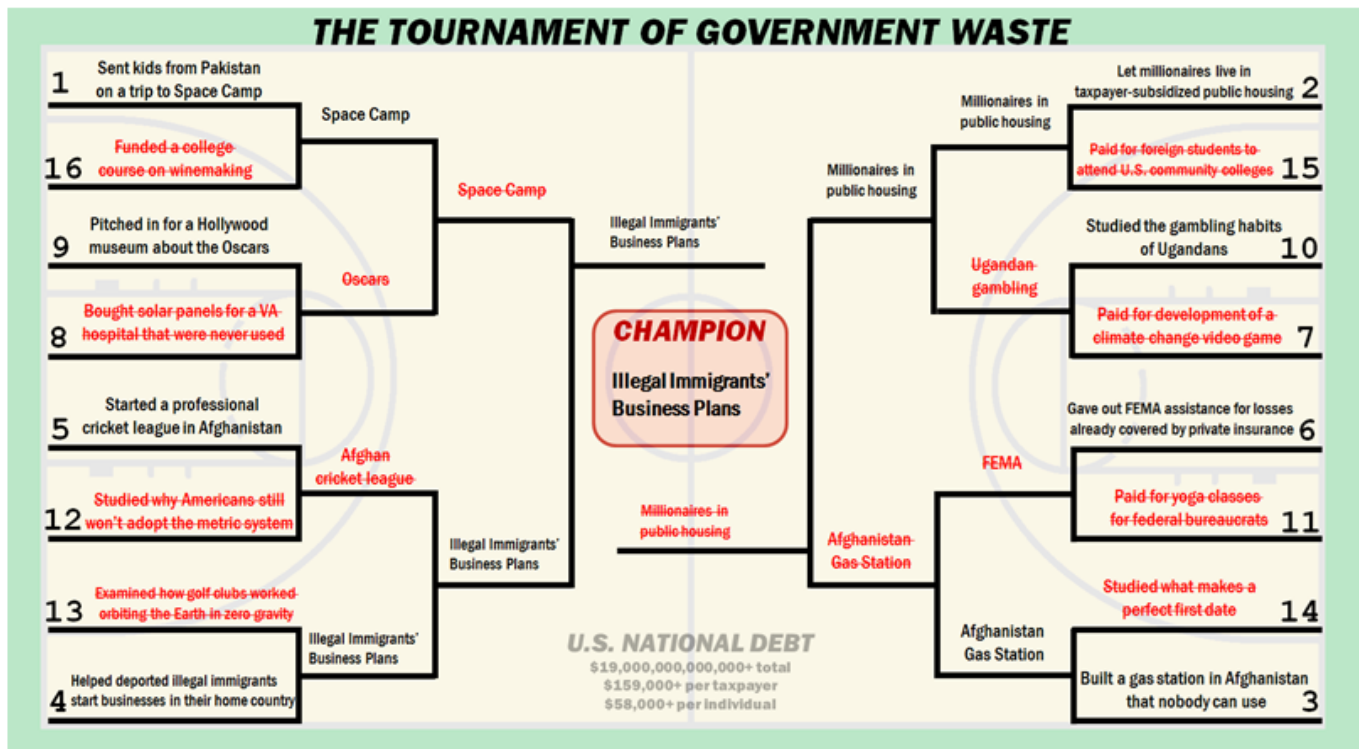 THE TOURNAMENT OF GOVERNMENT WASTE
1
Sent kids from Pakistan
on a trip to Space Camp
16
Funded a college
course on winemaking
9
Pitched in for a Hollywood
museum about the Oscars
8
Bought solar panels for a VA
hospital that were never used
5
Started a professional
cricket league in Afghanistan
12
Studied why Americans still
won't adopt the metric system
13
Examined how golf clubs worked
orbiting the Earth in zero gravity
4
Helped deported illegal immigrants
start businesses in their home country
Space Camp
Oscars
Afghan
cricket league
Illegal Immigrants'
Business Plans
Space Camp
Illegal Immigrants'
Business Plans
Illegal Immigrants'
Business Plans
CHAMPION
Illegal Immigrants'
Business Plans
Millionaires in
public housing
U.S. NATIONAL DEBT
$19,000,000,000,000+ total
$159,000+ per taxpayer
$58,000+ per individual
Millionaires in
public housing
Afghanistan
Gas Station
Millionaires in
public housing
Ugandan
gambling
FEMA
Afghanistan
Gas Station
Let millionaires live in
taxpayer-subsidized public housing
2
Paid for foreign students to
attend U.S. community colleges
15
Studied the gambling habits
of Ugandans
10
Paid for development of a
climate change video game
7
Gave out FEMA assistance for losses
already covered by private insurance
6
Paid for yoga classes
for federal bureaucrats
11
Studied what makes a
perfect first date
14
Built a gas station in Afghanistan
that nobody can use
3